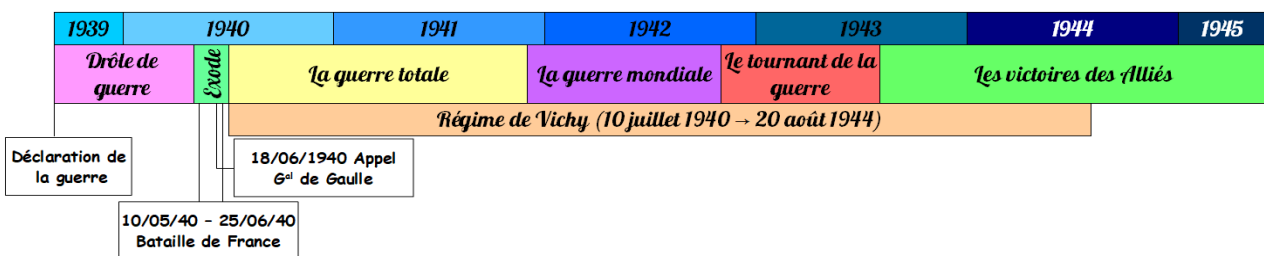 1939 1940 1941 1942 1943 1944 1945
Drôle de
guerre
Exode
La guerre totale
La guerre mondiale
Le tournant de la
guerre
Les victoires des Alliés
Régime de Vichy (10 juillet 1940 → 20 août 1944)
Déclaration de
la guerre
18/06/1940 Appel
Gal de Gaulle
10/05/40 – 25/06/40
Bataille de France